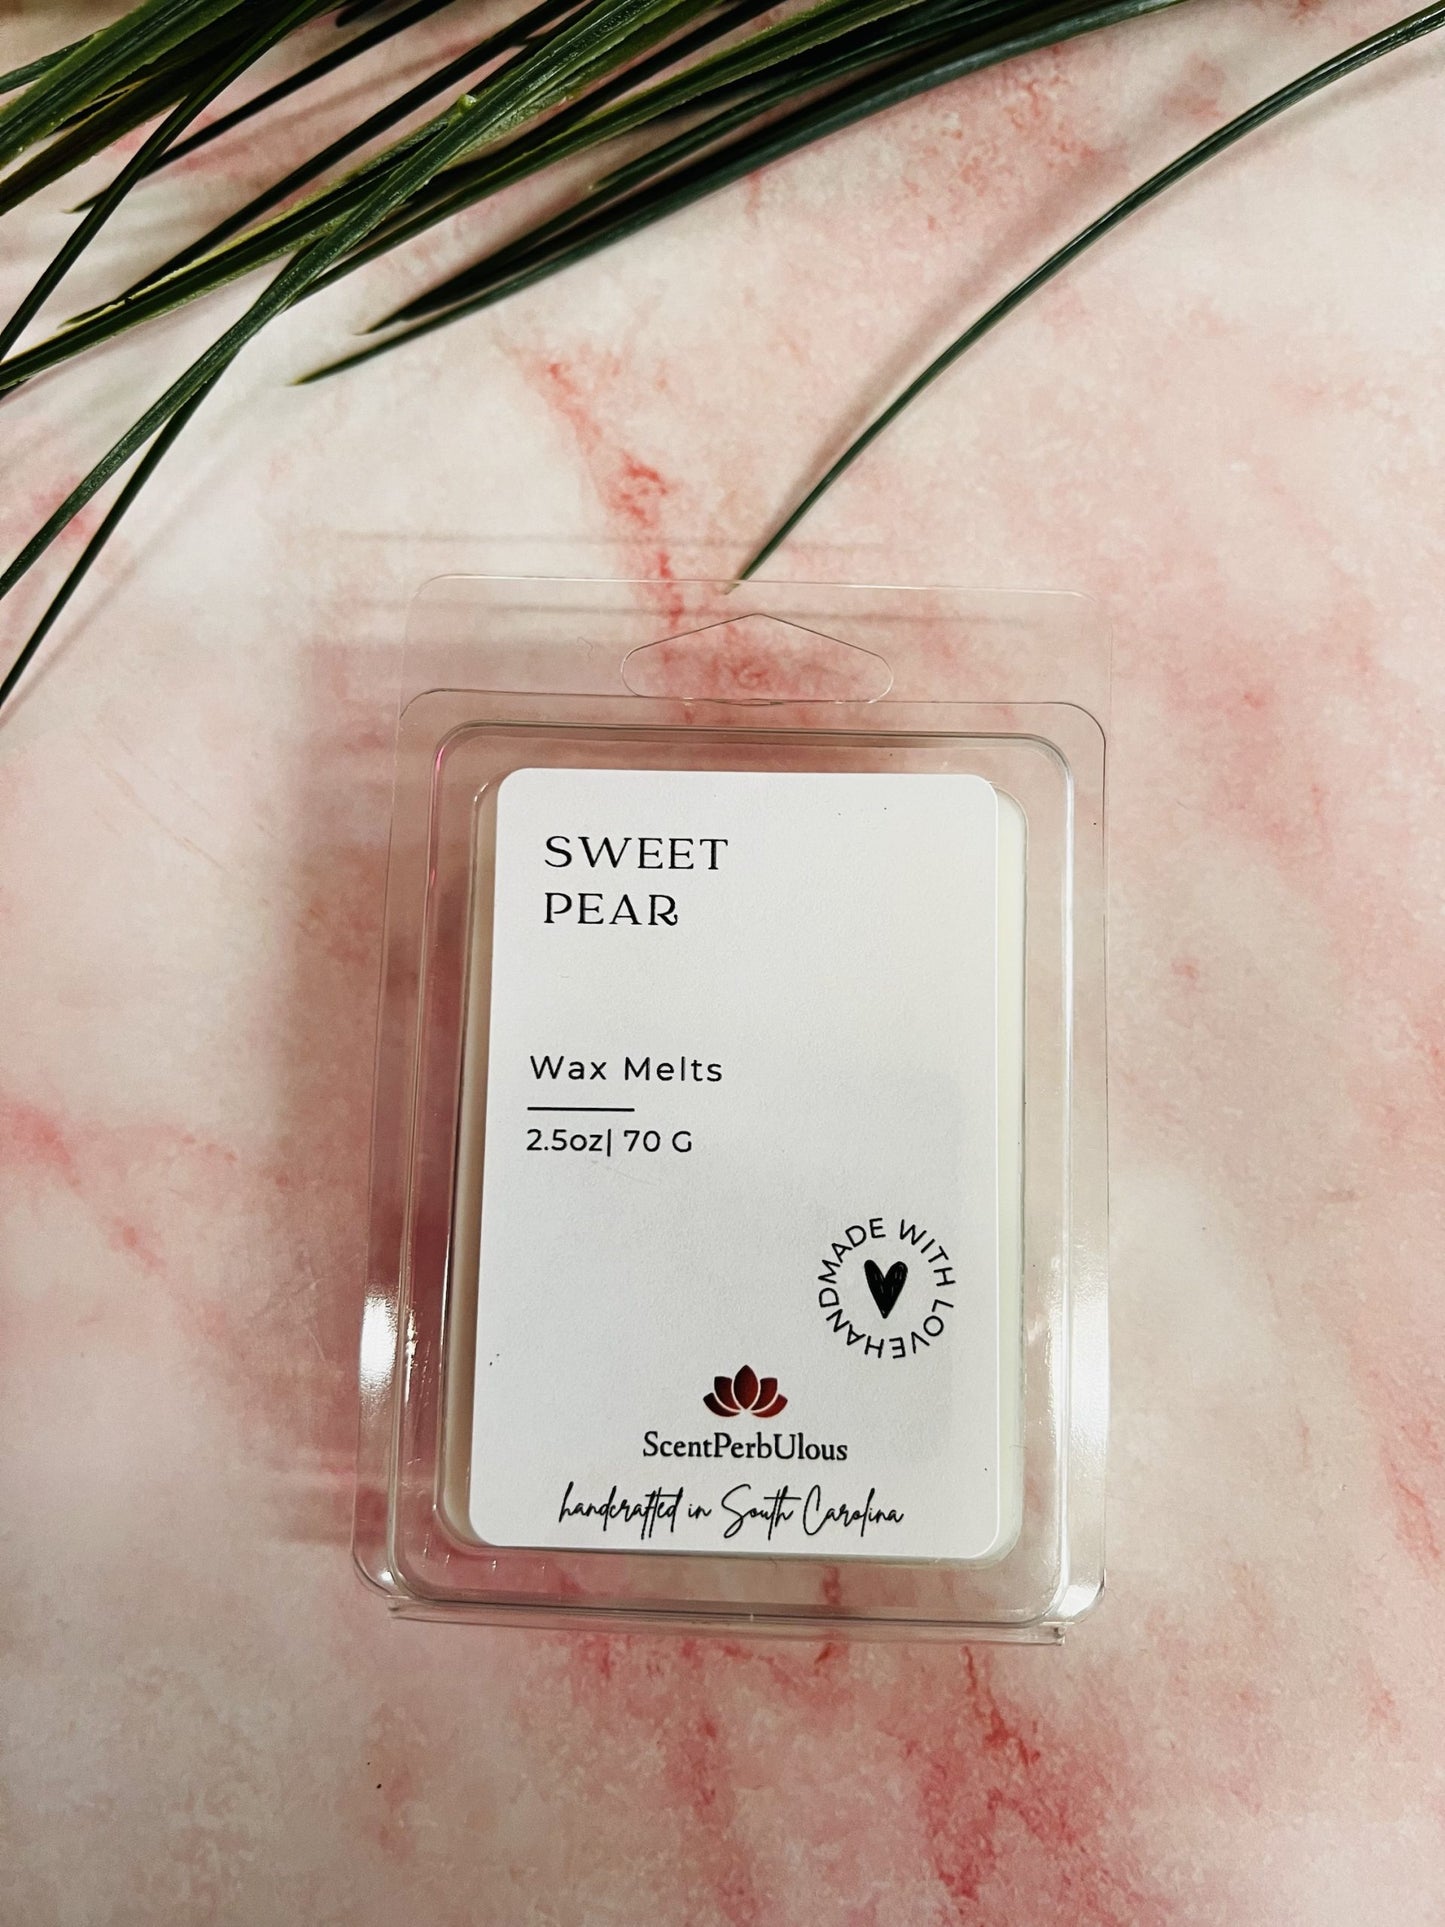 SWEET
PEAR
Wax Melts
2.5oz| 70 G
HANDMADE WITH LOVE
ScentPerbUlous
handcrafted in South Carolina